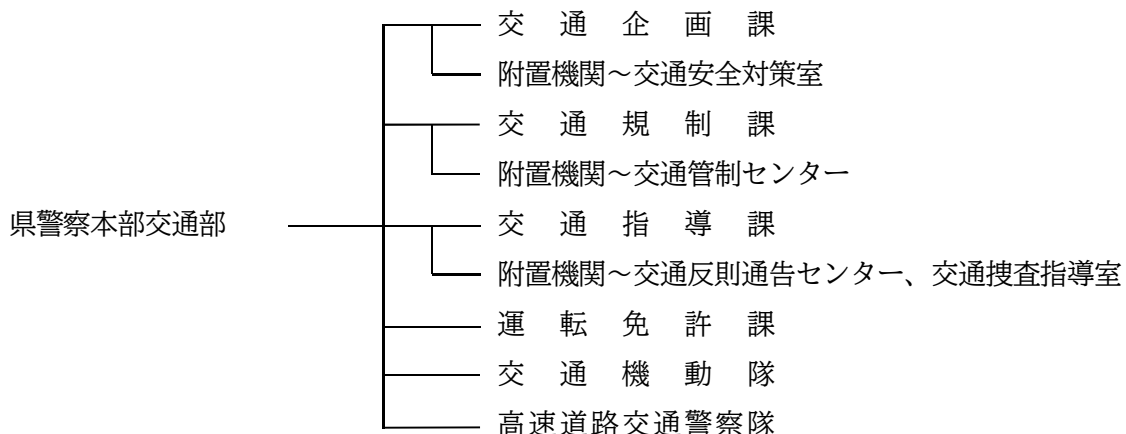 交通企画課
附置機関～交通安全対策室
交通規制課
附置機関～交通管制センター
県警察本部交通部
交通指導課
附置機関～交通反則通告センター、交通捜査指導室
運転免許課
交通機動隊
高速道路交通警察隊